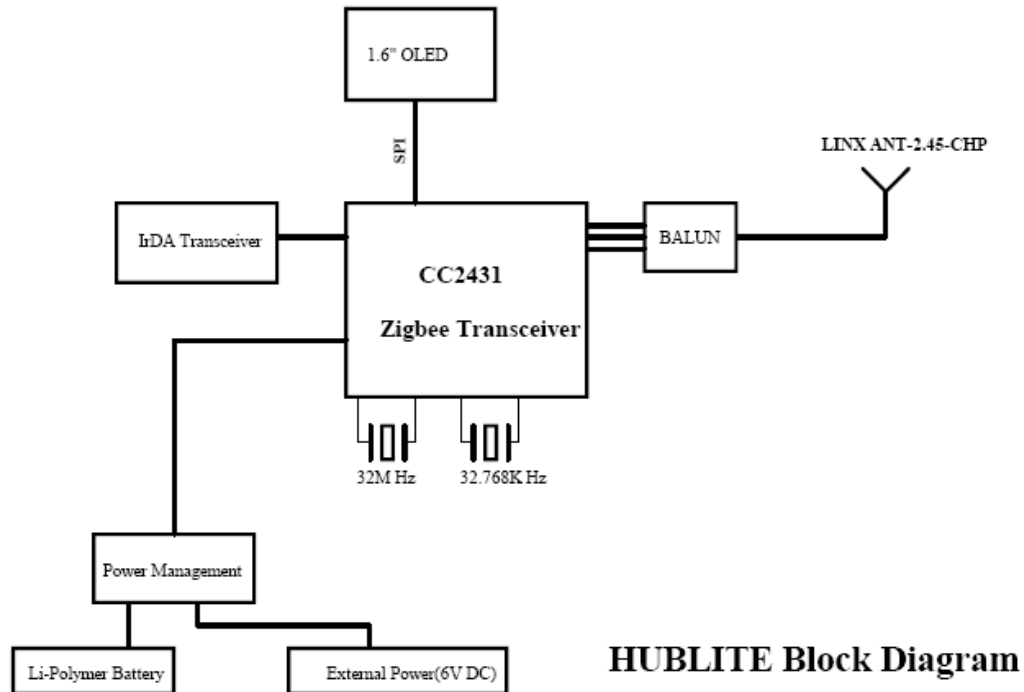 1.6" OLED
SPI
LINX ANT-2.45-CHP
IrDA Transceiver
BALUN
CC2431
Zigbee Transceiver
32M Hz
32.768K Hz
Power Management
Li-Polymer Battery
External Power(6V DC)
HUBLITE Block Diagram